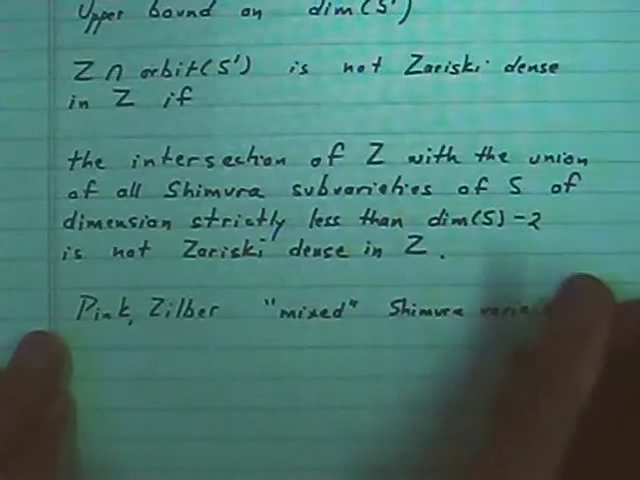 Upper bound on dim(S')
Z ∩ orbit(S') is not Zariski dense
in Z if
the intersection of Z with the union
of all Shimura subvarieties of S of
dimension strictly less than dim(S)-2
is not Zariski dense in Z.
Pink, Zilber "mixed" Shimura